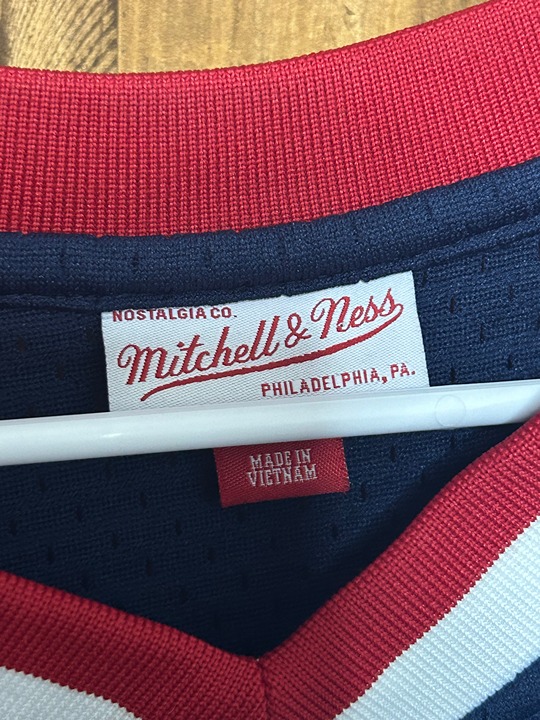 NOSTALGIA CO.
Mitchell & Ness
PHILADELPHIA, PA.
MADE IN
VIETNAM